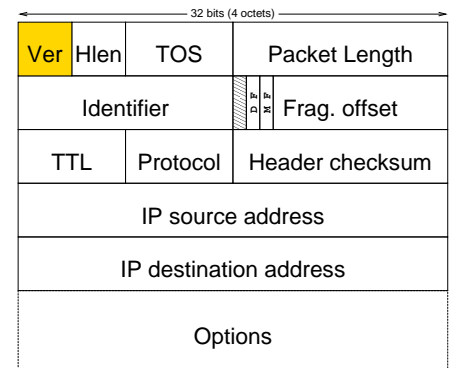 32 bits (4 octets)
Ver Hlen TOS Packet Length
Identifier D F M F Frag. offset
TTL Protocol Header checksum
IP source address
IP destination address
Options